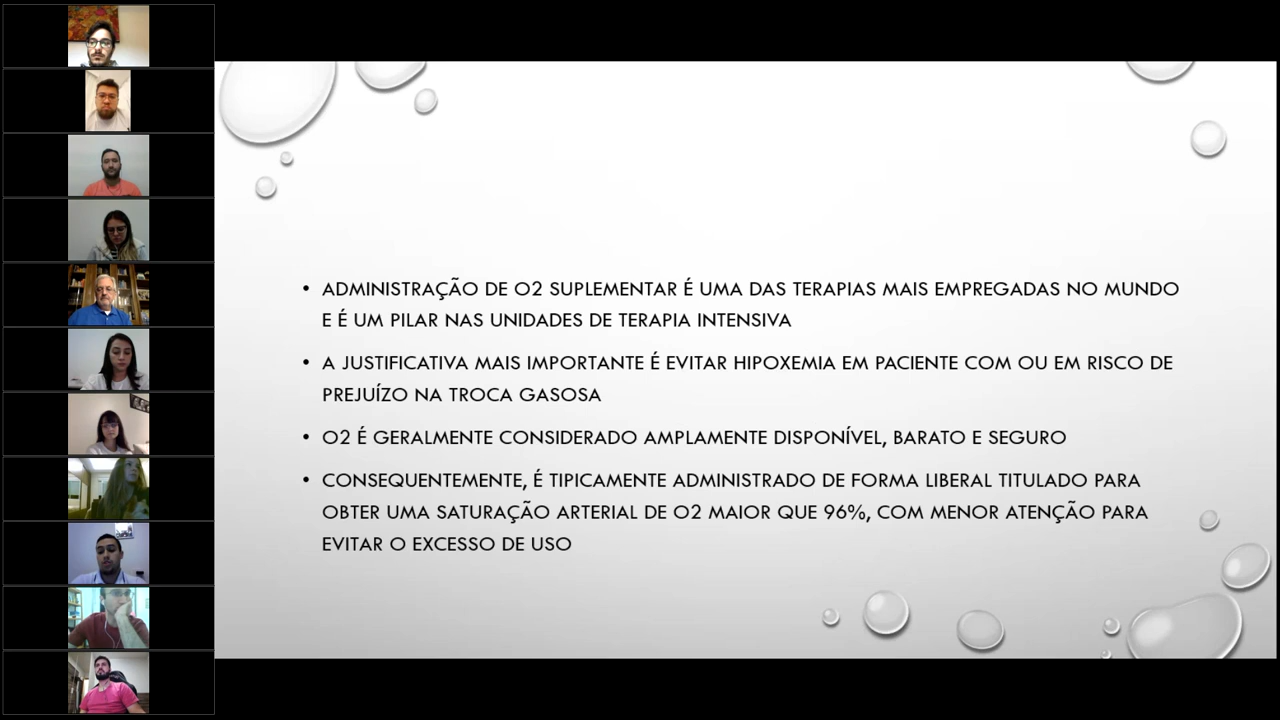 • ADMINISTRAÇÃO DE O2 SUPLEMENTAR É UMA DAS TERAPIAS MAIS EMPREGADAS NO MUNDO
E É UM PILAR NAS UNIDADES DE TERAPIA INTENSIVA
• A JUSTIFICATIVA MAIS IMPORTANTE É EVITAR HIPOXEMIA EM PACIENTE COM OU EM RISCO DE
PREJUÍZO NA TROCA GASOSA
• O2 É GERALMENTE CONSIDERADO AMPLAMENTE DISPONÍVEL, BARATO E SEGURO
• CONSEQUENTEMENTE, É TIPICAMENTE ADMINISTRADO DE FORMA LIBERAL TITULADO PARA
OBTER UMA SATURAÇÃO ARTERIAL DE O2 MAIOR QUE 96%, COM MENOR ATENÇÃO PARA
EVITAR O EXCESSO DE USO